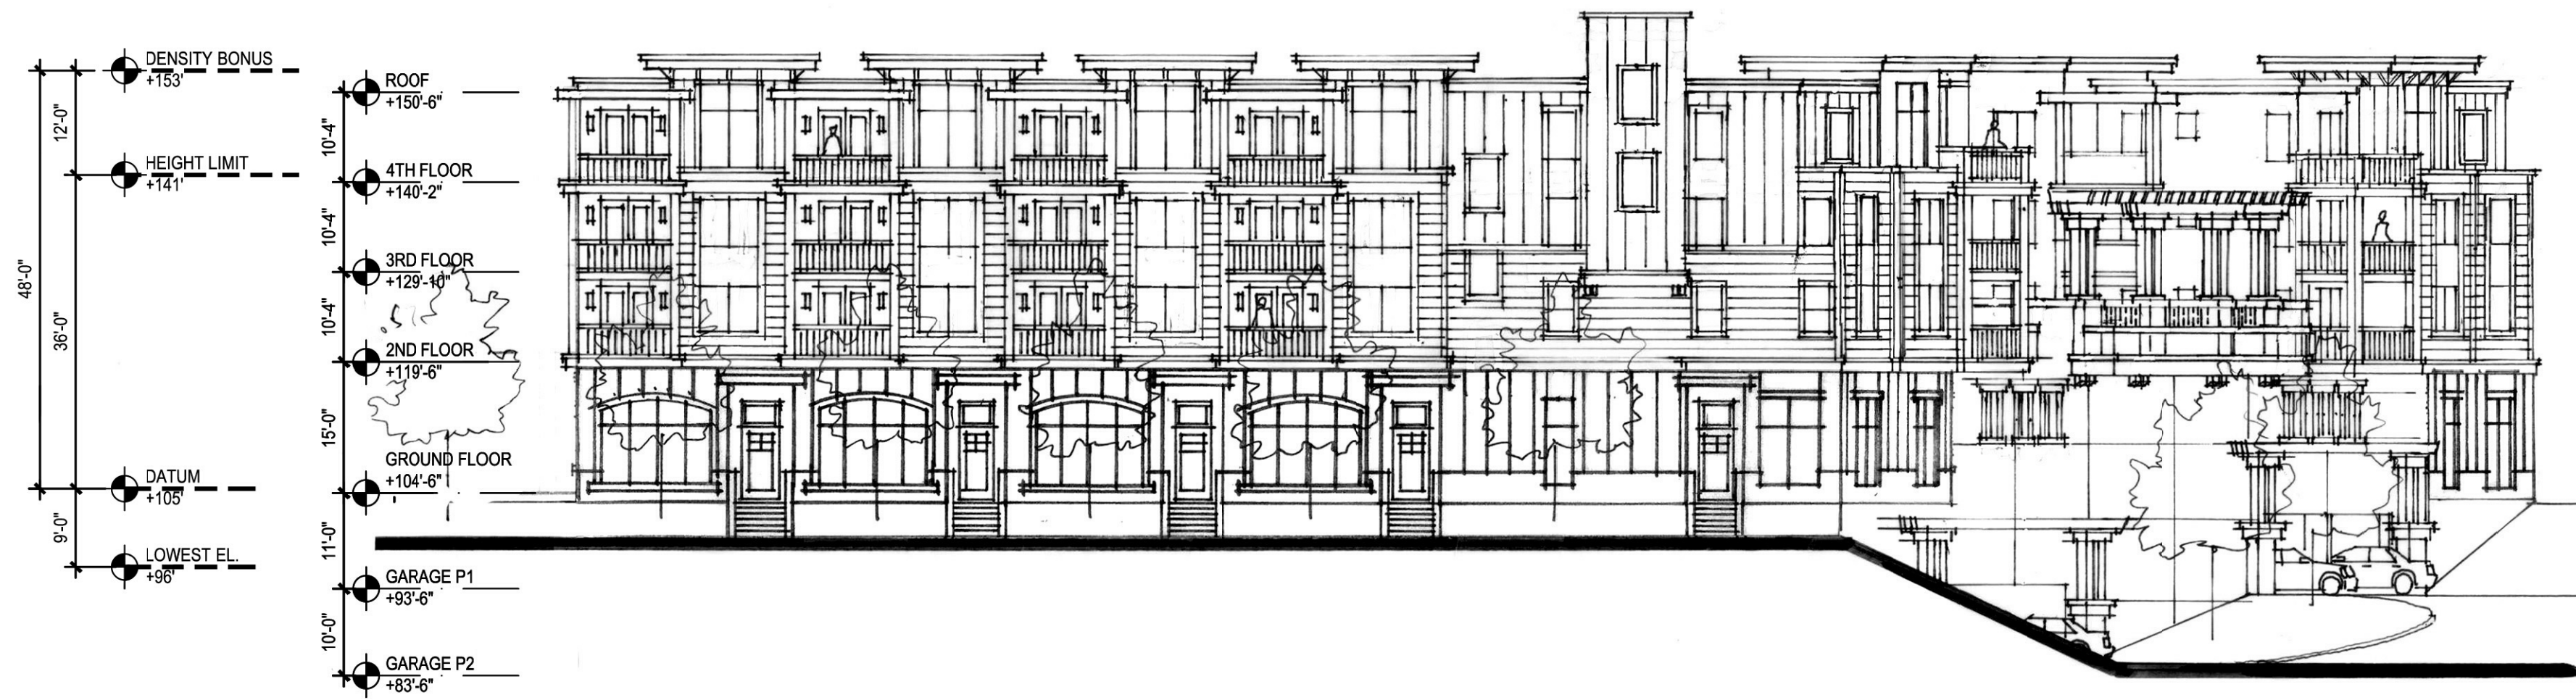 DENSITY BONUS
+153'
HEIGHT LIMIT
+141'
DATUM
+105'
LOWEST EL.
+96'
48'-0"
12'-0"
36'-0"
9'-0"
ROOF
+150'-6"
4TH FLOOR
+140'-2"
3RD FLOOR
+129'-10"
2ND FLOOR
+119'-6"
GROUND FLOOR
+104'-6"
GARAGE P1
+93'-6"
GARAGE P2
+83'-6"
10'-4"
10'-4"
10'-4"
15'-0"
11'-0"
10'-0"